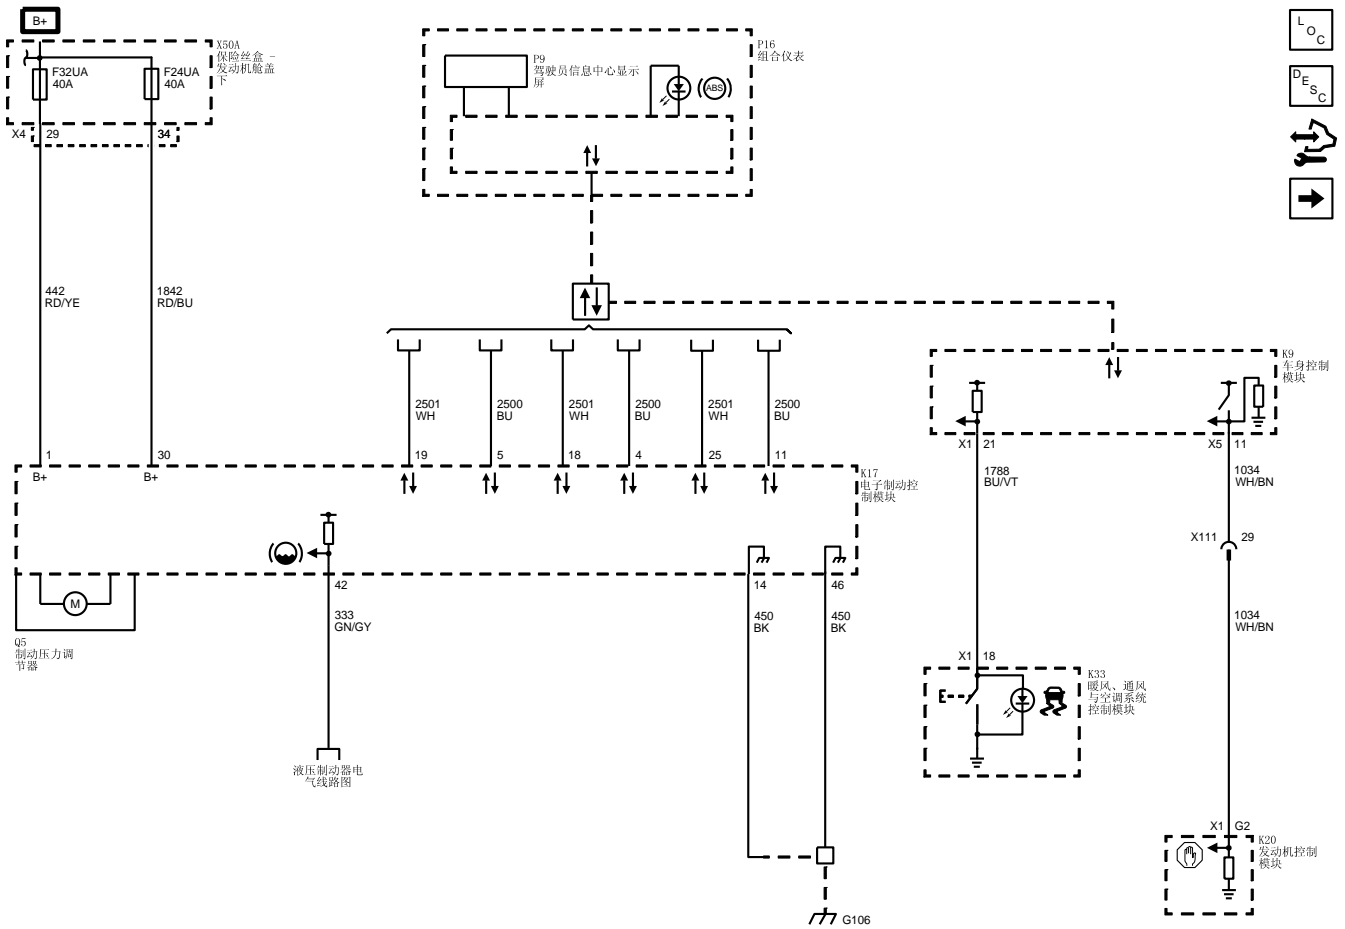 B+
X50A
保险丝盒 -
发动机舱盖
下
F32UA
40A
F24UA
40A
X4
29
34
P16
组合仪表
P9
驾驶员信息中心显示
屏
ABS
L
O
C
D
E
S
C
442
RD/YE
1842
RD/BU
2501
WH
2500
BU
2501
WH
2500
BU
2501
WH
2500
BU
K9
车身控制
模块
X1
21
X5
11
1
30
19
5
18
4
25
11
B+
B+
K17
电子制动控
制模块
1788
BU/VT
1034
WH/BN
X111
29
42
14
46
M
333
GN/GY
450
BK
450
BK
1034
WH/BN
Q5
制动压力调
节器
X1
18
K33
暖风、通风
与空调系统
控制模块
液压制动器电
气线路图
X1
G2
K20
发动机控制
模块
G106